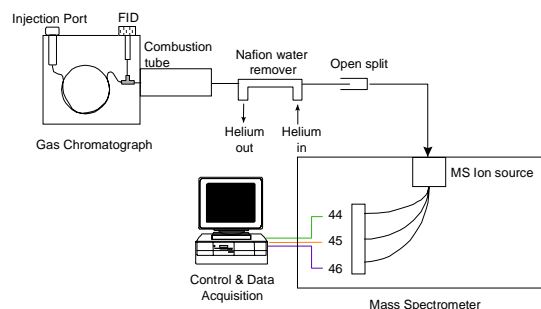 Injection Port
FID
Combustion
tube
Nafion water
remover
Open split
Gas Chromatograph
Helium
out
Helium
in
MS Ion source
44
45
46
Control & Data
Acquisition
Mass Spectrometer